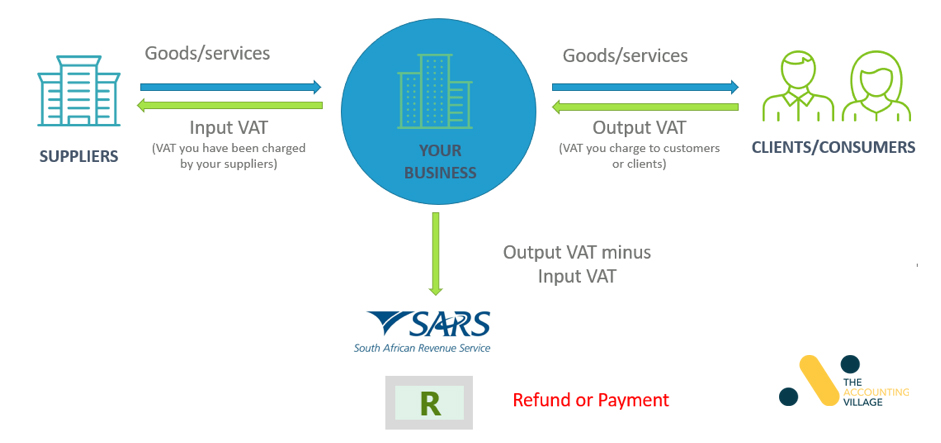 Goods/services
Input VAT
(VAT you have been charged
by your suppliers)
SUPPLIERS
YOUR
BUSINESS
Goods/services
Output VAT
(VAT you charge to customers
or clients)
CLIENTS/CONSUMERS
Output VAT minus
Input VAT
SARS
South African Revenue Service
R
Refund or Payment
THE
ACCOUNTING
VILLAGE